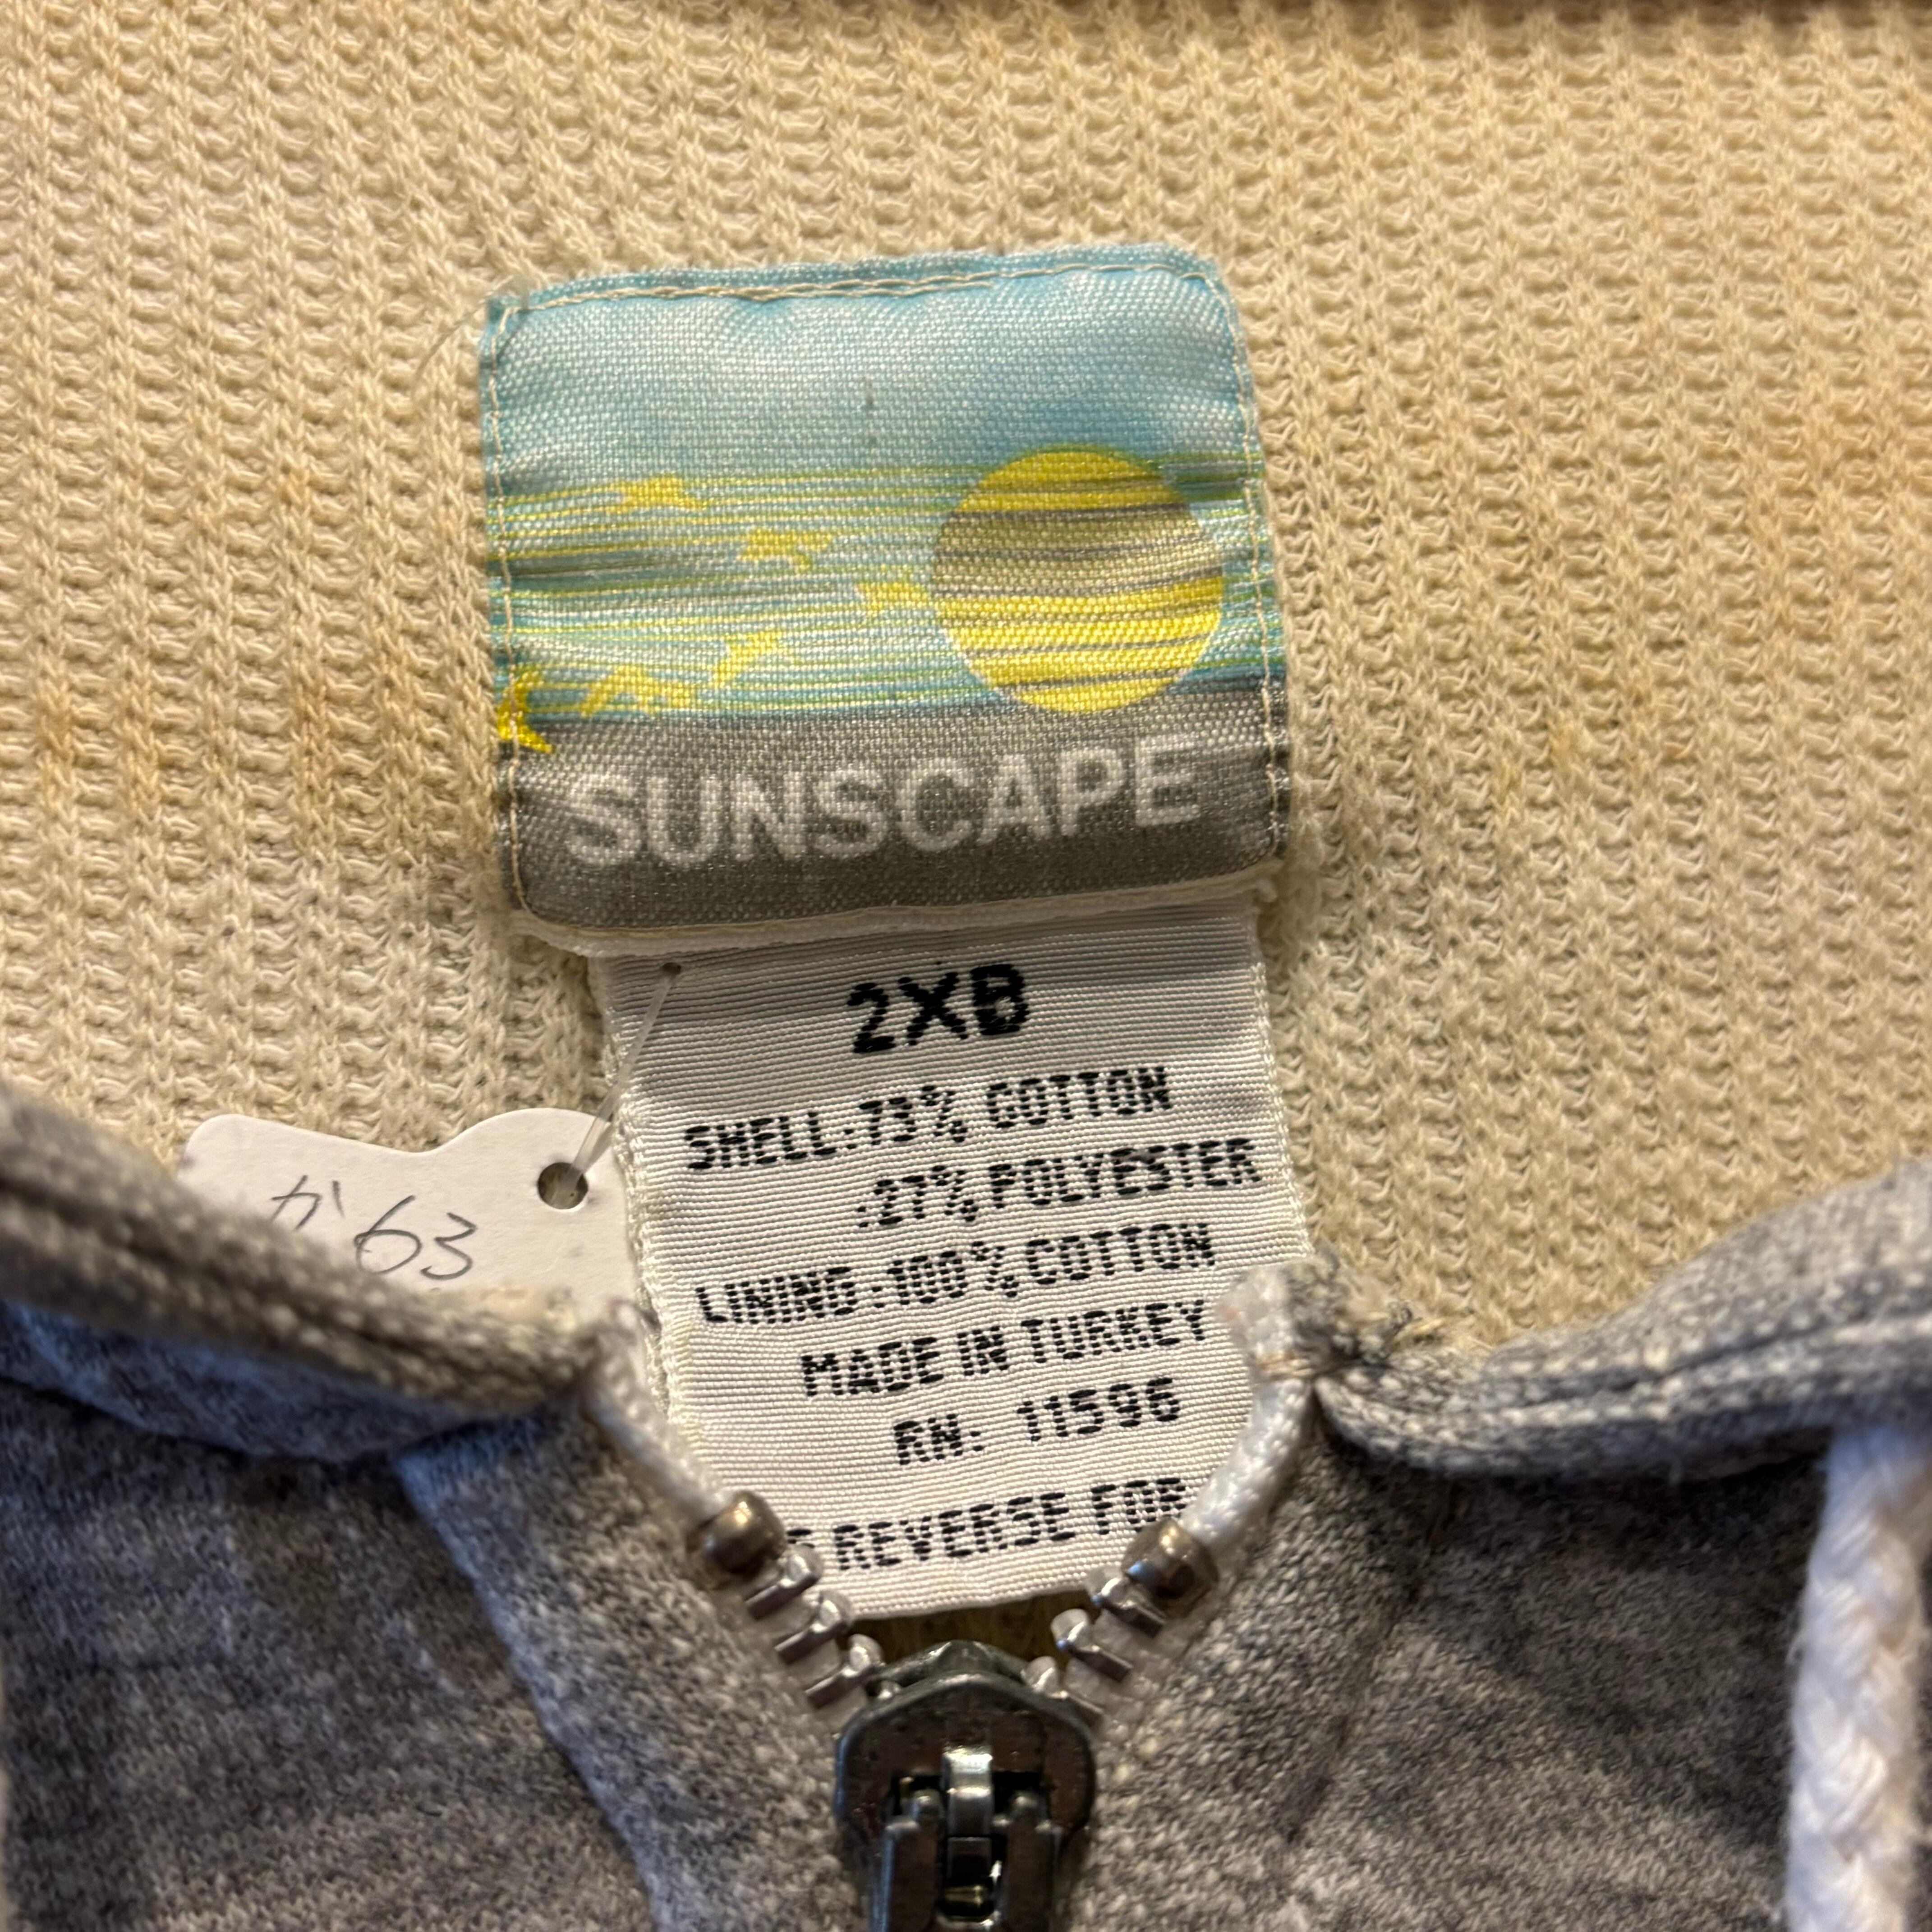 SUNSCAPE
2XB
SHELL:73% COTTON
:27% POLYESTER
LINING:100% COTTON
MADE IN TURKEY
RN: 11596
REVERSE FOR
か63